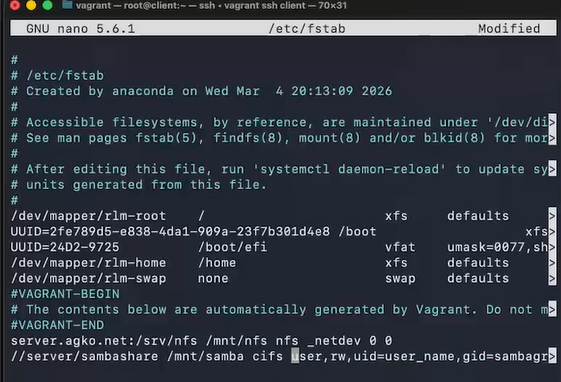 vagrant — root@client:~ — ssh • vagrant ssh client — 70×31
GNU nano 5.6.1 /etc/fstab Modified
#
# /etc/fstab
# Created by anaconda on Wed Mar  4 20:13:09 2026
#
# Accessible filesystems, by reference, are maintained under '/dev/di>
# See man pages fstab(5), findfs(8), mount(8) and/or blkid(8) for mor>
#
# After editing this file, run 'systemctl daemon-reload' to update sy>
# units generated from this file.
#
/dev/mapper/rlm-root / xfs defaults >
UUID=2fe789d5-e838-4da1-909a-23f7b301d4e8 /boot xfs>
UUID=24D2-9725 /boot/efi vfat umask=0077,sh>
/dev/mapper/rlm-home /home xfs defaults >
/dev/mapper/rlm-swap none swap defaults >
#VAGRANT-BEGIN
# The contents below are automatically generated by Vagrant. Do not m>
#VAGRANT-END
server.agko.net:/srv/nfs /mnt/nfs nfs _netdev 0 0
//server/sambashare /mnt/samba cifs user,rw,uid=user_name,gid=sambagr>